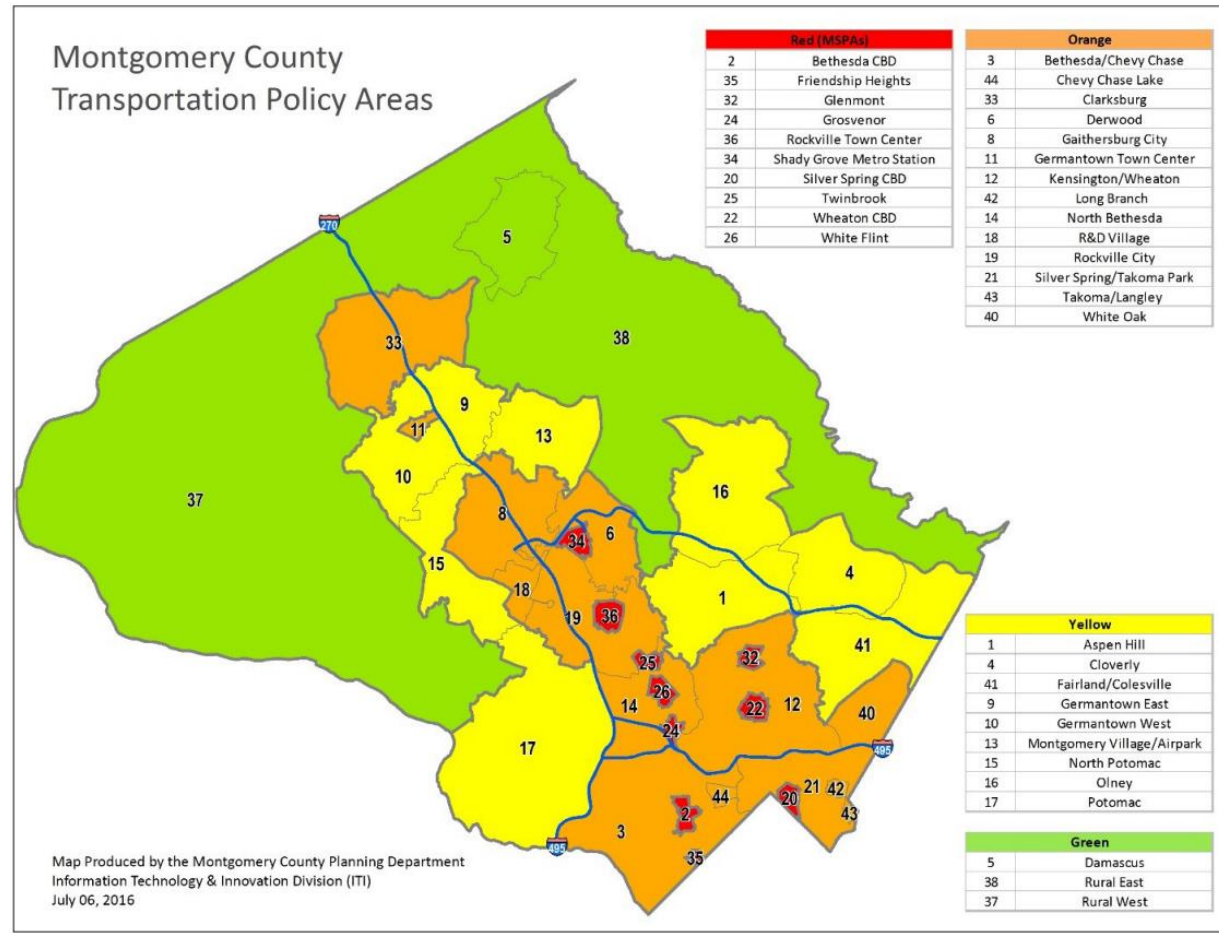 Montgomery County
Transportation Policy Areas
Red (MSPAs)
2 Bethesda CBD
35 Friendship Heights
32 Glenmont
24 Grosvenor
36 Rockville Town Center
34 Shady Grove Metro Station
20 Silver Spring CBD
25 Twinbrook
22 Wheaton CBD
26 White Flint
Orange
3 Bethesda/Chevy Chase
44 Chevy Chase Lake
33 Clarksburg
6 Derwood
8 Gaithersburg City
11 Germantown Town Center
12 Kensington/Wheaton
42 Long Branch
14 North Bethesda
18 R&D Village
19 Rockville City
21 Silver Spring/Takoma Park
43 Takoma/Langley
40 White Oak
270
5
38
33
9
11
13
10
37
16
8
34
6
15
18
4
1
19
36
41
25
32
26
14
22
12
40
24
17
495
44
21
42
20
2
43
3
35
495
Yellow
1 Aspen Hill
4 Cloverly
41 Fairland/Colesville
9 Germantown East
10 Germantown West
13 Montgomery Village/Airpark
15 North Potomac
16 Olney
17 Potomac
Green
5 Damascus
38 Rural East
37 Rural West
Map Produced by the Montgomery County Planning Department
Information Technology & Innovation Division (ITI)
July 06, 2016